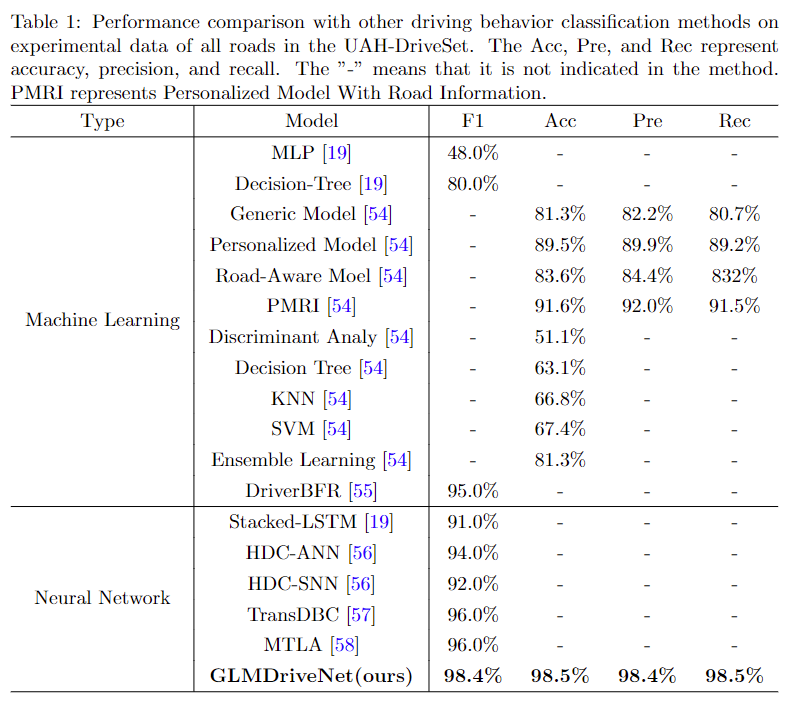 Table 1: Performance comparison with other driving behavior classification methods on
experimental data of all roads in the UAH-DriveSet. The Acc, Pre, and Rec represent
accuracy, precision, and recall. The ”-” means that it is not indicated in the method.
PMRI represents Personalized Model With Road Information.
Type Model F1 Acc Pre Rec
MLP [19] 48.0% - - -
Decision-Tree [19] 80.0% - - -
Generic Model [54] - 81.3% 82.2% 80.7%
Personalized Model [54] - 89.5% 89.9% 89.2%
Road-Aware Moel [54] - 83.6% 84.4% 832%
Machine Learning PMRI [54] - 91.6% 92.0% 91.5%
Discriminant Analy [54] - 51.1% - -
Decision Tree [54] - 63.1% - -
KNN [54] - 66.8% - -
SVM [54] - 67.4% - -
Ensemble Learning [54] - 81.3% - -
DriverBFR [55] 95.0% - - -
Stacked-LSTM [19] 91.0% - - -
HDC-ANN [56] 94.0% - - -
HDC-SNN [56] 92.0% - - -
Neural Network TransDBC [57] 96.0% - - -
MTLA [58] 96.0% - - -
GLMDriveNet(ours) 98.4% 98.5% 98.4% 98.5%